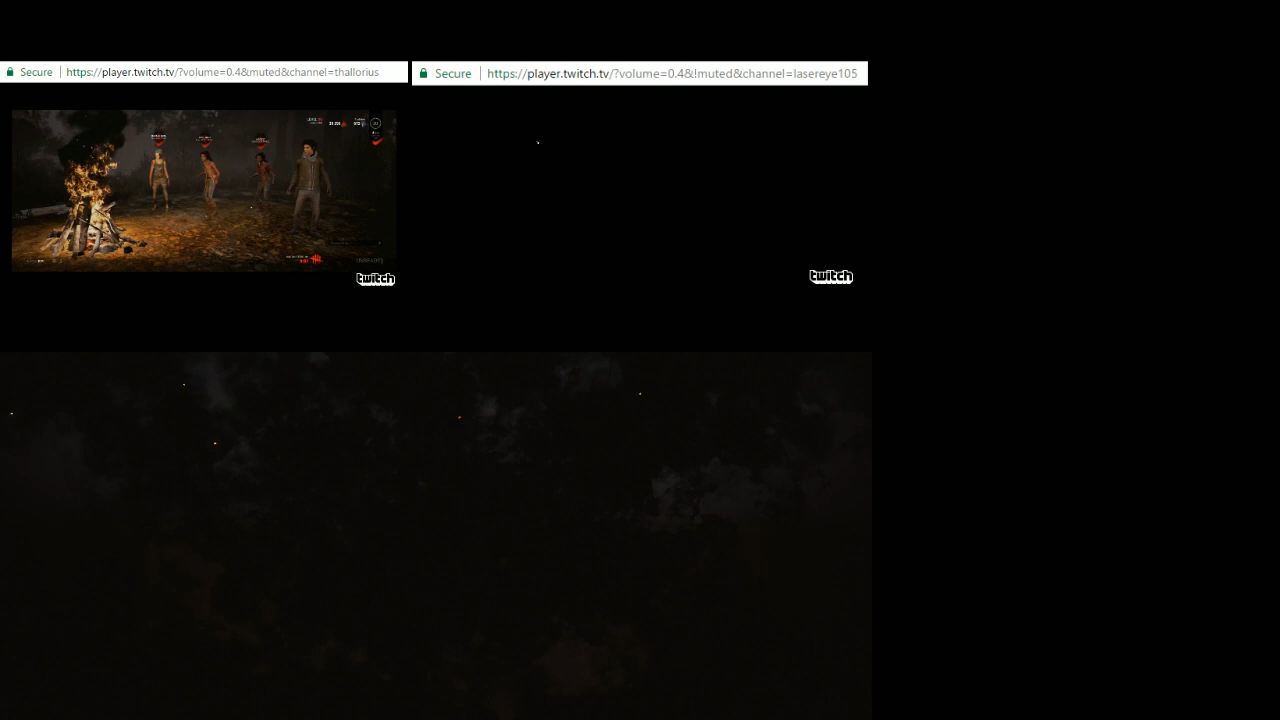 Secure https://player.twitch.tv/?volume=0.4&!muted&channel=thallorius
Secure https://player.twitch.tv/?volume=0.4&!muted&channel=lasereye105
twitch
twitch